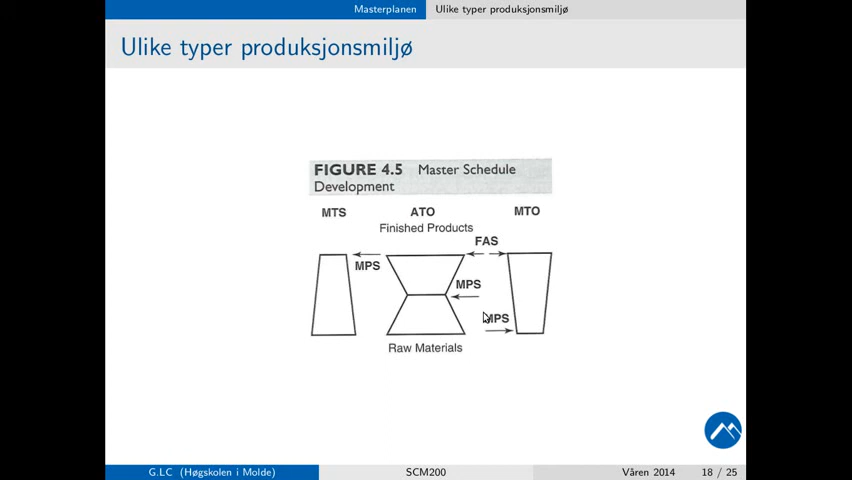 Masterplanen
Ulike typer produksjonsmiljø
Ulike typer produksjonsmiljø
FIGURE 4.5 Master Schedule
Development
MTS
ATO
MTO
Finished Products
FAS
MPS
MPS
MPS
Raw Materials
G.LC (Høgskolen i Molde)
SCM200
Våren 2014
18 / 25